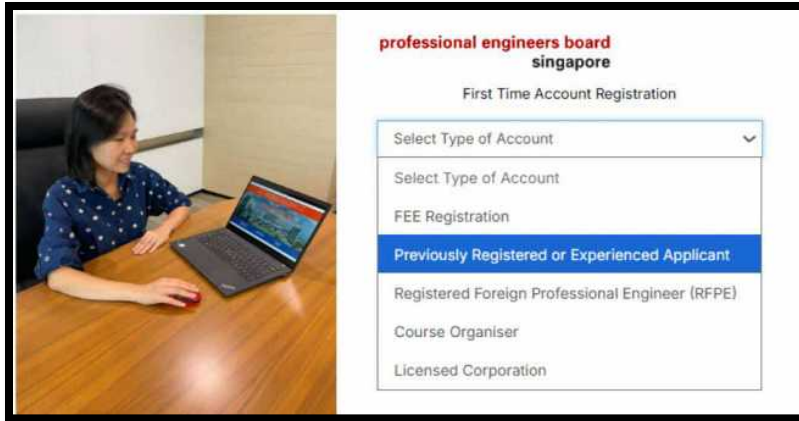 professional engineers board
singapore
First Time Account Registration
Select Type of Account
Select Type of Account
FEE Registration
Previously Registered or Experienced Applicant
Registered Foreign Professional Engineer (RFPE)
Course Organiser
Licensed Corporation